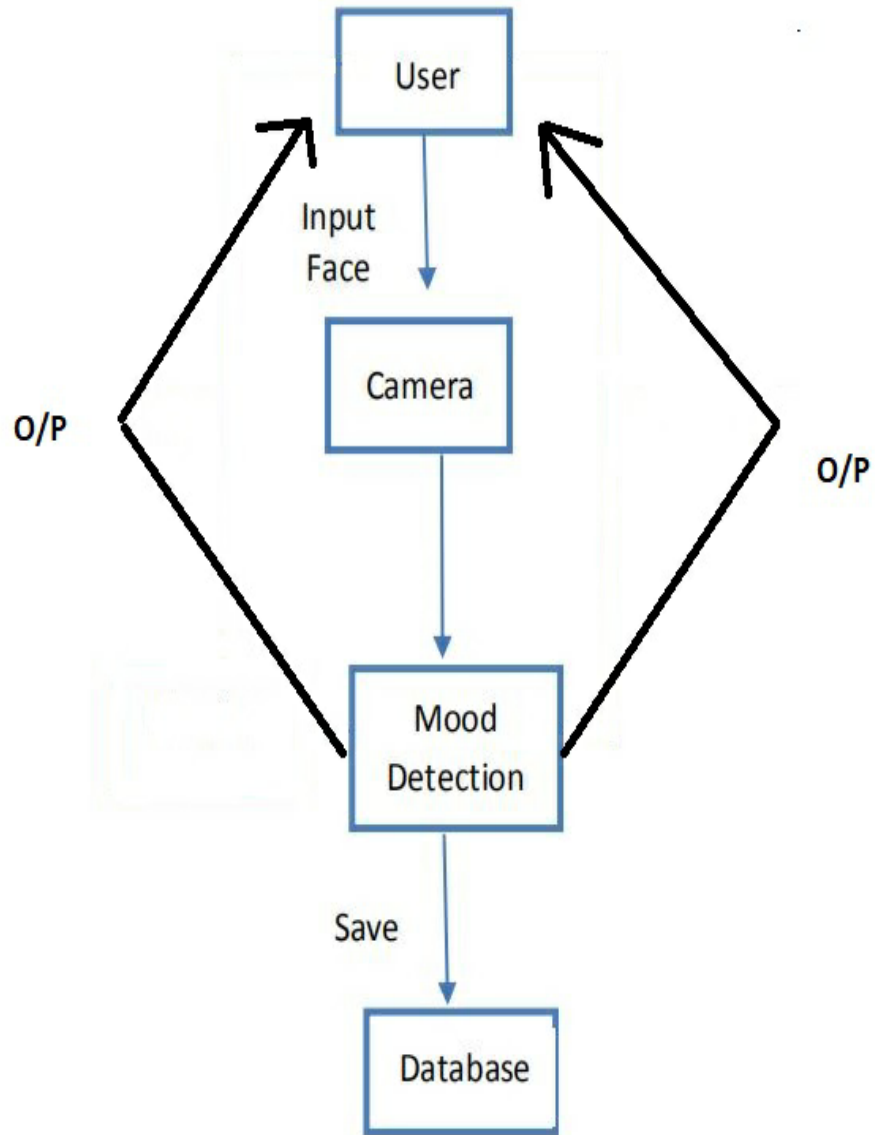 User
Input
Face
Camera
O/P
O/P
Mood
Detection
Save
Database